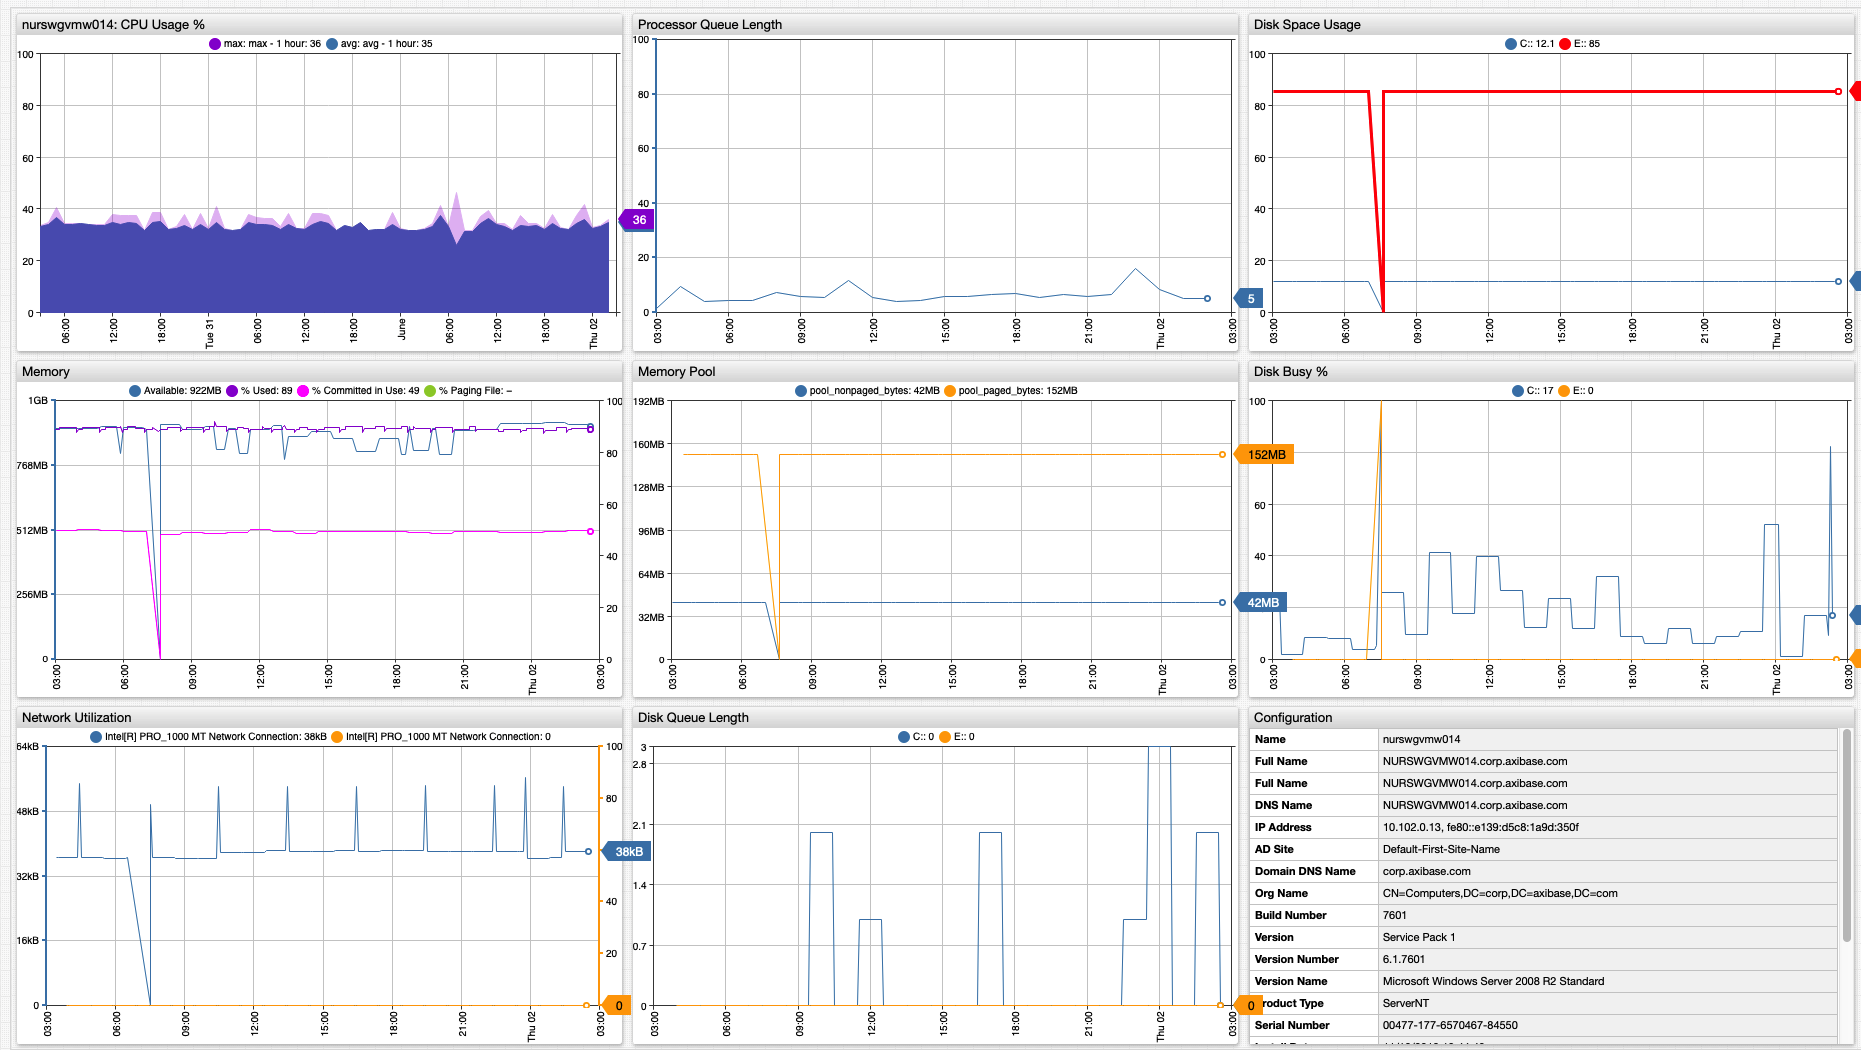 nurswgvmw014: CPU Usage %
max: max - 1 hour: 36 avg: avg - 1 hour: 35
100
80
60
40
20
0
06:00 12:00 18:00 Tue 31 06:00 12:00 18:00 June 06:00 12:00 18:00 Thu 02
36
Processor Queue Length
100
80
60
40
20
0
03:00 06:00 09:00 12:00 15:00 18:00 21:00 Thu 02 03:00
5
Disk Space Usage
C:: 12.1 E:: 85
100
80
60
40
20
0
03:00 06:00 09:00 12:00 15:00 18:00 21:00 Thu 02 03:00
Memory
Available: 922MB % Used: 89 % Committed in Use: 49 % Paging File: –
1GB
768MB
512MB
256MB
0
100
80
60
40
20
0
03:00 06:00 09:00 12:00 15:00 18:00 21:00 Thu 02 03:00
Memory Pool
pool_nonpaged_bytes: 42MB pool_paged_bytes: 152MB
192MB
160MB
128MB
96MB
64MB
32MB
0
03:00 06:00 09:00 12:00 15:00 18:00 21:00 Thu 02 03:00
152MB
42MB
Disk Busy %
C:: 17 E:: 0
100
80
60
40
20
0
03:00 06:00 09:00 12:00 15:00 18:00 21:00 Thu 02 03:00
Network Utilization
Intel[R] PRO_1000 MT Network Connection: 38kB Intel[R] PRO_1000 MT Network Connection: 0
64kB
48kB
32kB
16kB
0
100
80
60
40
20
0
03:00 06:00 09:00 12:00 15:00 18:00 21:00 Thu 02 03:00
38kB
Disk Queue Length
C:: 0 E:: 0
3
2.8
2.1
1.4
0.7
0
03:00 06:00 09:00 12:00 15:00 18:00 21:00 Thu 02 03:00
0
Configuration
Name nurswgvmw014
Full Name NURSWGVMW014.corp.axibase.com
Full Name NURSWGVMW014.corp.axibase.com
DNS Name NURSWGVMW014.corp.axibase.com
IP Address 10.102.0.13, fe80::e139:d5c8:1a9d:350f
AD Site Default-First-Site-Name
Domain DNS Name corp.axibase.com
Org Name CN=Computers,DC=corp,DC=axibase,DC=com
Build Number 7601
Version Service Pack 1
Version Number 6.1.7601
Version Name Microsoft Windows Server 2008 R2 Standard
roduct Type ServerNT
Serial Number 00477-177-6570467-84550